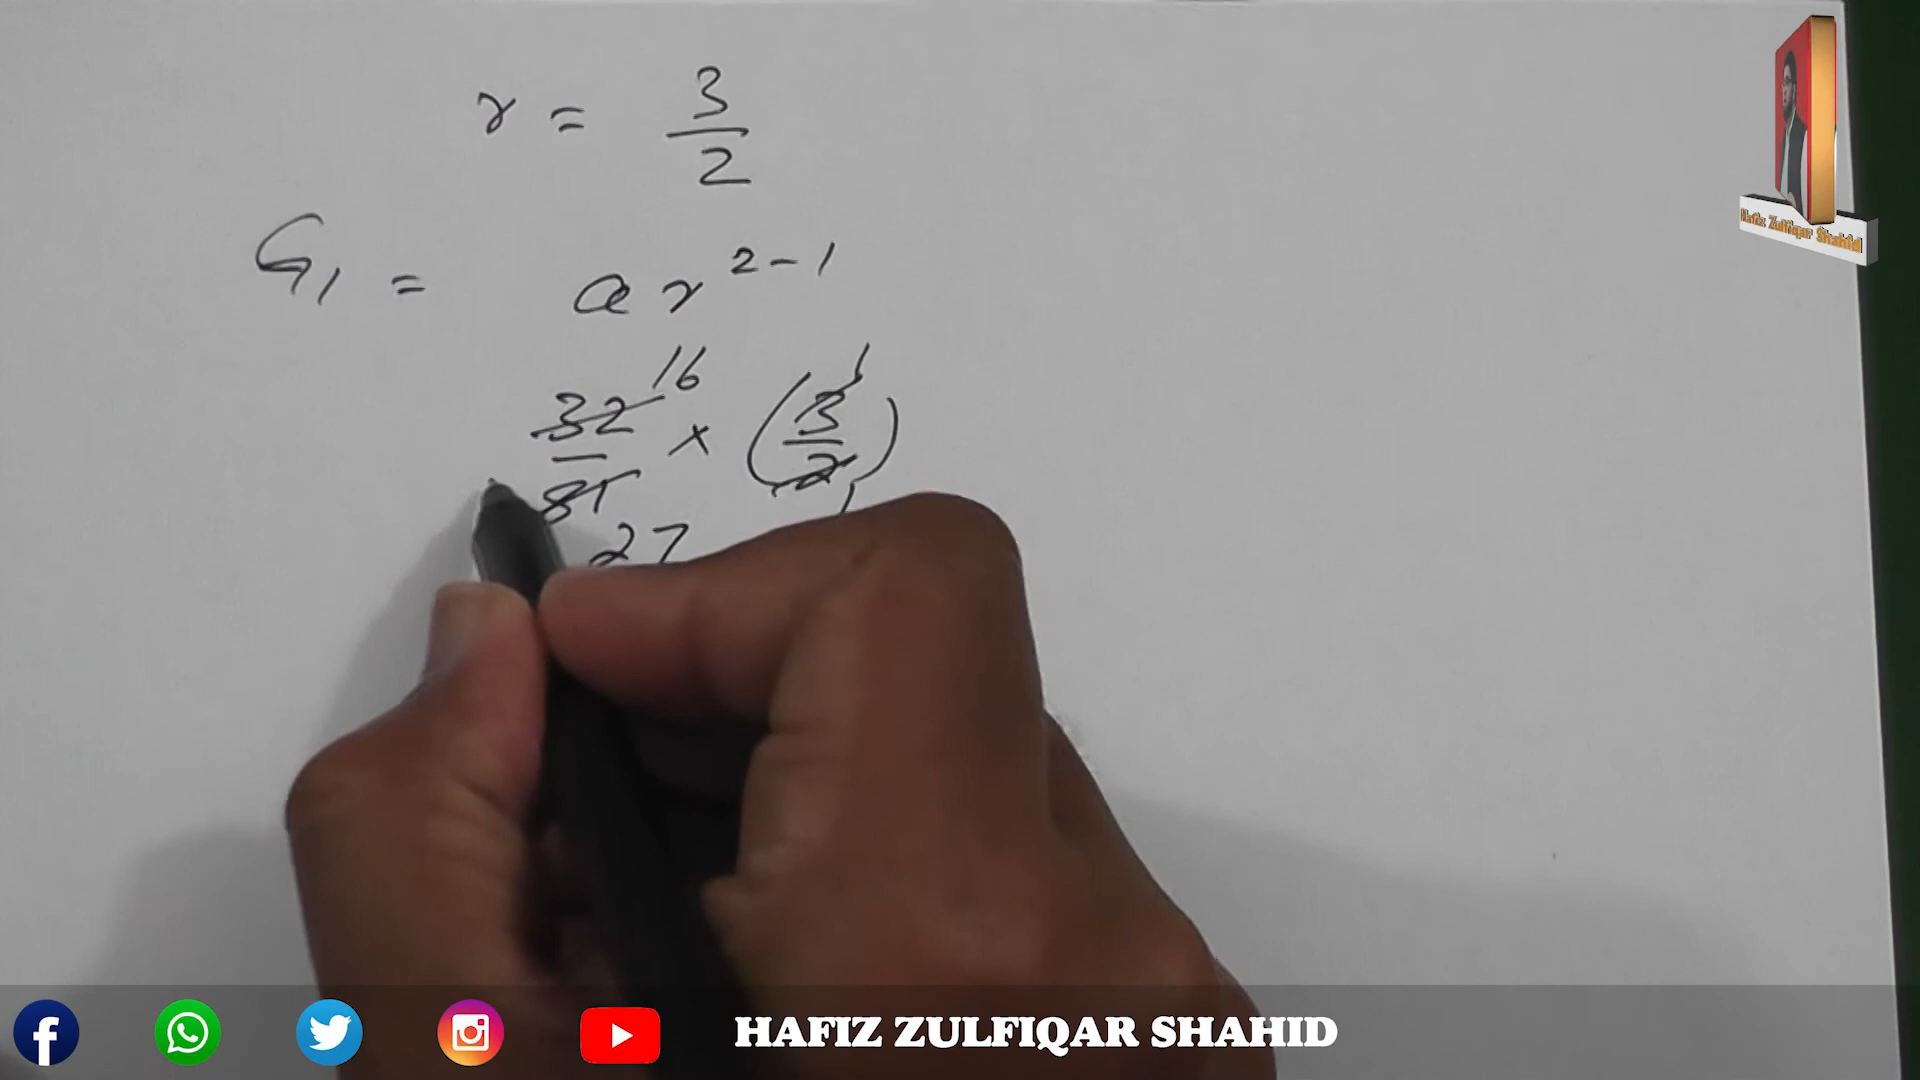 r = 3/2
G1 = ar^2-1
16 1
32/81 × (3/2)
27 1
Hafiz Zulfiqar Shahid
HAFIZ ZULFIQAR SHAHID